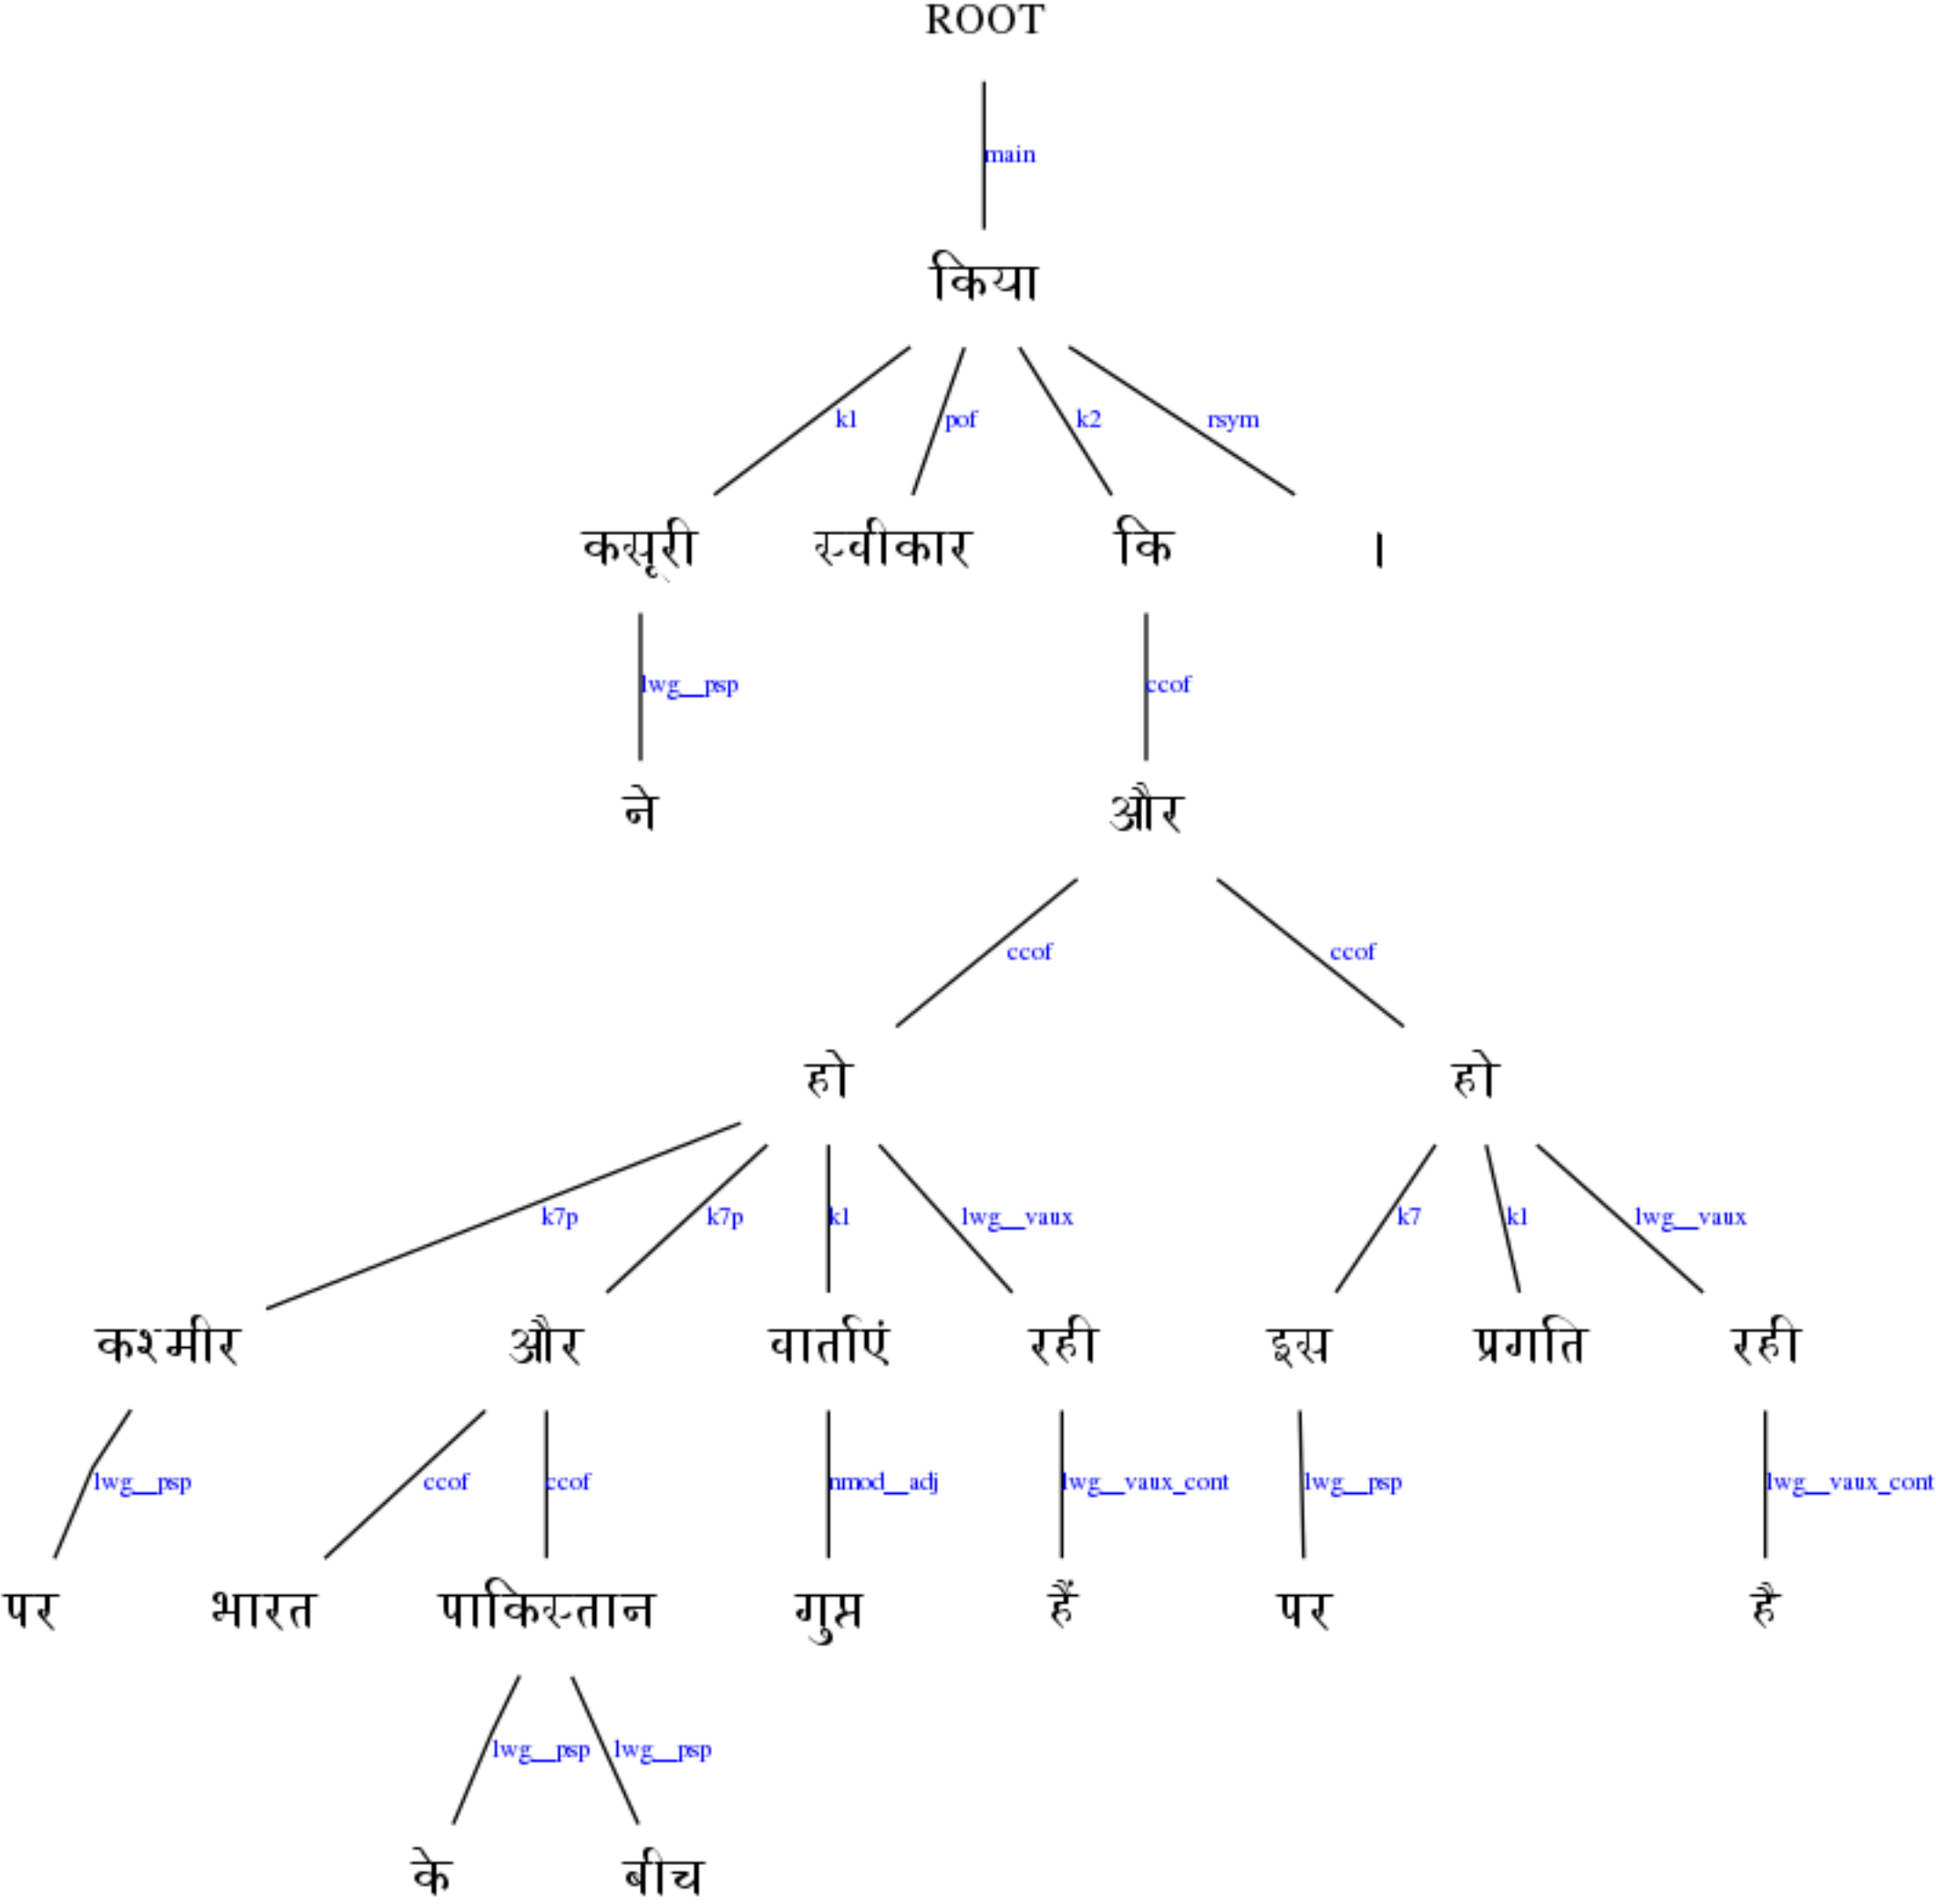 ROOT
main
किया
k1 pof k2 rsym
कसूरी स्वीकार कि ।
lwg__psp ccof
ने और
ccof ccof
हो हो
k7p k7p k1 lwg__vaux k7 k1 lwg__vaux
कश्मीर और वार्ताएं रही इस प्रगति रही
lwg__psp ccof ccof nmod__adj lwg__vaux_cont lwg__psp lwg__vaux_cont
पर भारत पाकिस्तान गुप्त हैं पर है
lwg__psp lwg__psp
के बीच